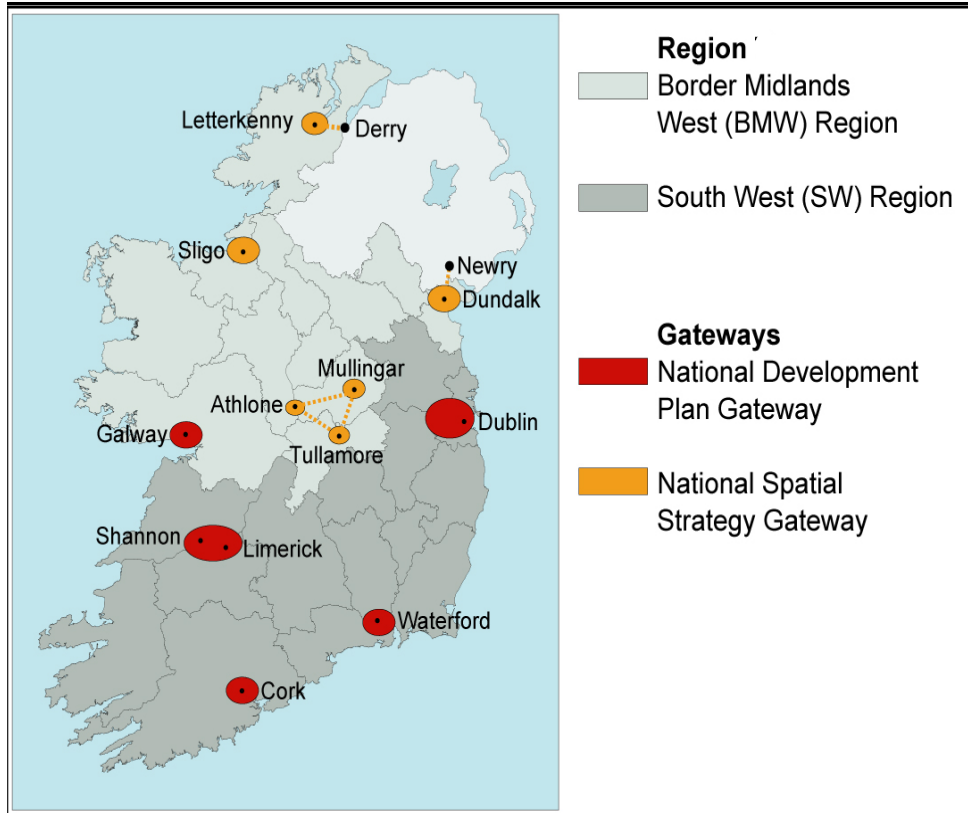 Letterkenny
Derry
Sligo
Newry
Dundalk
Mullingar
Athlone
Galway
Tullamore
Dublin
Shannon
Limerick
Waterford
Cork
Region
Border Midlands
West (BMW) Region
South West (SW) Region
Gateways
National Development
Plan Gateway
National Spatial
Strategy Gateway